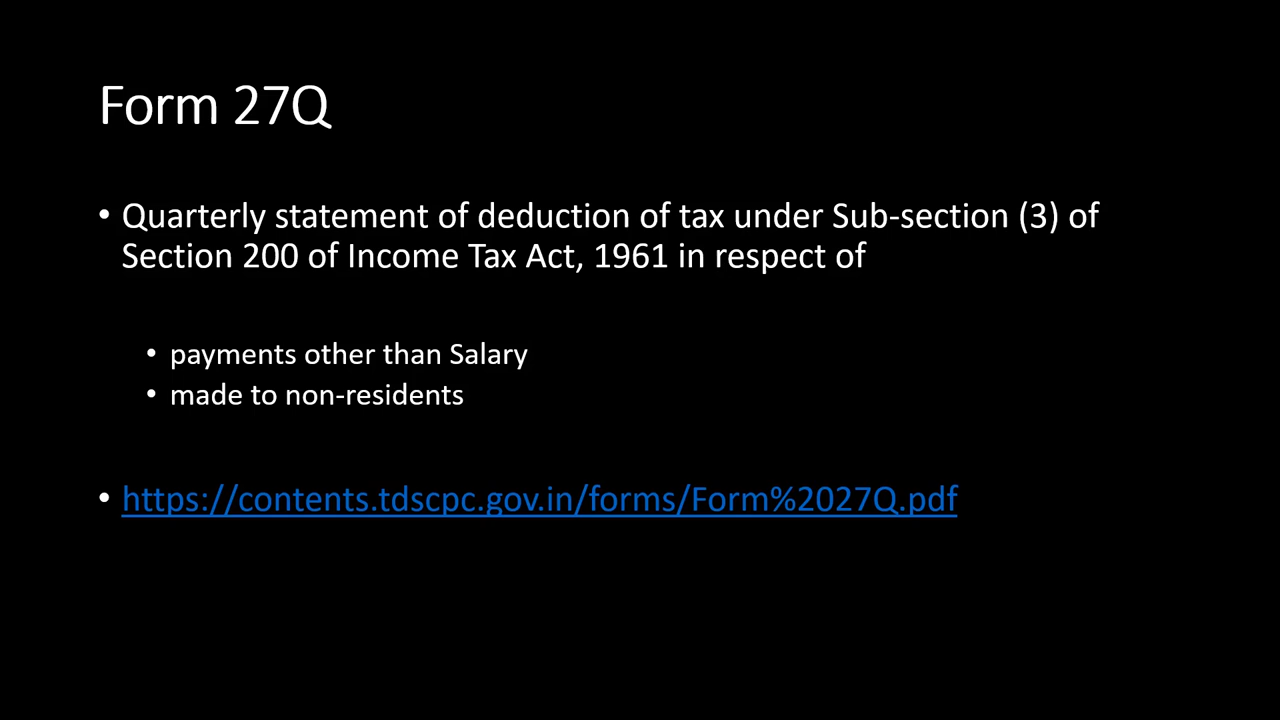 Form 27Q
• Quarterly statement of deduction of tax under Sub-section (3) of
Section 200 of Income Tax Act, 1961 in respect of
• payments other than Salary
• made to non-residents
• https://contents.tdscpc.gov.in/forms/Form%2027Q.pdf